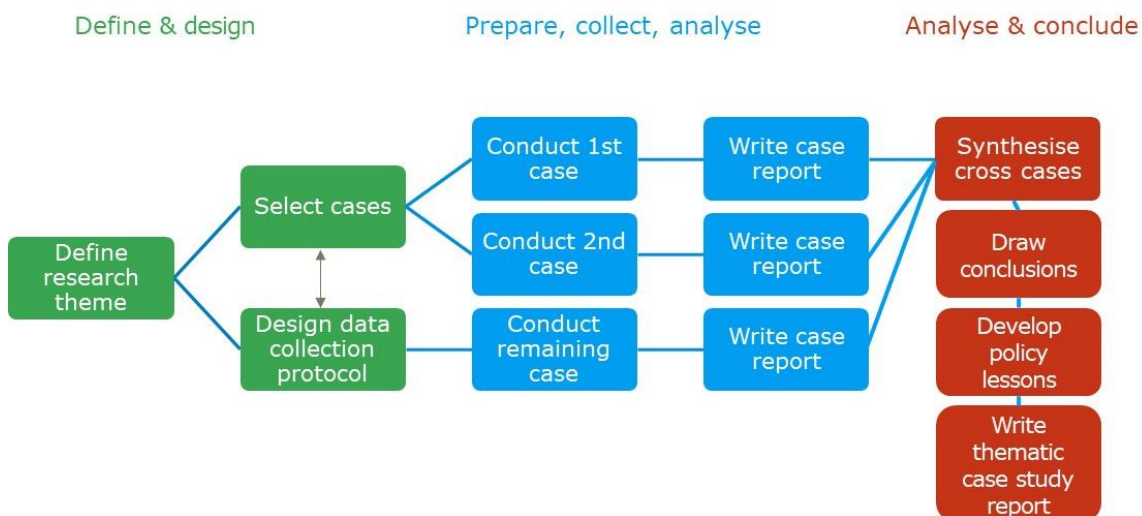 Define & design
Prepare, collect, analyse
Analyse & conclude
Define
research
theme
Select cases
Design data
collection
protocol
Conduct 1st
case
Conduct 2nd
case
Conduct
remaining
case
Write case
report
Write case
report
Write case
report
Synthesise
cross cases
Draw
conclusions
Develop
policy
lessons
Write
thematic
case study
report